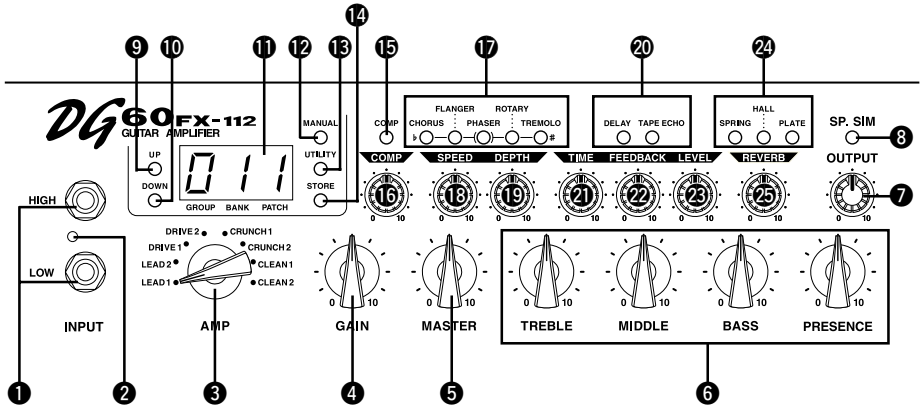 9 10 11 12 13 14 15 17 20 24
DG60FX-112
GUITAR AMPLIFIER
UP
DOWN
011
GROUP BANK PATCH
MANUAL
UTILITY
STORE
COMP
FLANGER ROTARY
CHORUS PHASER TREMOLO
♭ ( ) #
DELAY TAPE ECHO
HALL
SPRING PLATE
SP. SIM
8
COMP SPEED DEPTH TIME FEEDBACK LEVEL REVERB OUTPUT
16 18 19 21 22 23 25 7
0 10 0 10 0 10 0 10 0 10 0 10 0 10 0 10
HIGH
LOW
INPUT
DRIVE 2 CRUNCH 1
DRIVE 1 CRUNCH 2
LEAD 2 CLEAN 1
LEAD 1 CLEAN 2
AMP
0 10 0 10 0 10 0 10 0 10 0 10
GAIN MASTER TREBLE MIDDLE BASS PRESENCE
1 2 3 4 5 6